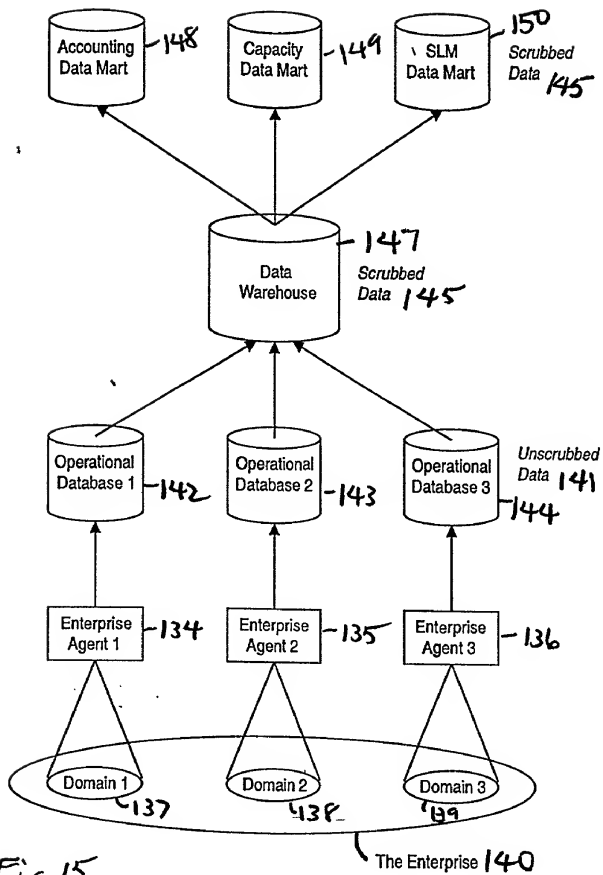 Accounting
Data Mart
148
Capacity
Data Mart
149
SLM
Data Mart
150
Scrubbed
Data 145
Data
Warehouse
147
Scrubbed
Data 145
Operational
Database 1
142
Operational
Database 2
143
Operational
Database 3
144
Unscrubbed
Data 141
Enterprise
Agent 1
134
Enterprise
Agent 2
135
Enterprise
Agent 3
136
Domain 1
137
Domain 2
138
Domain 3
139
The Enterprise 140
Fig. 15